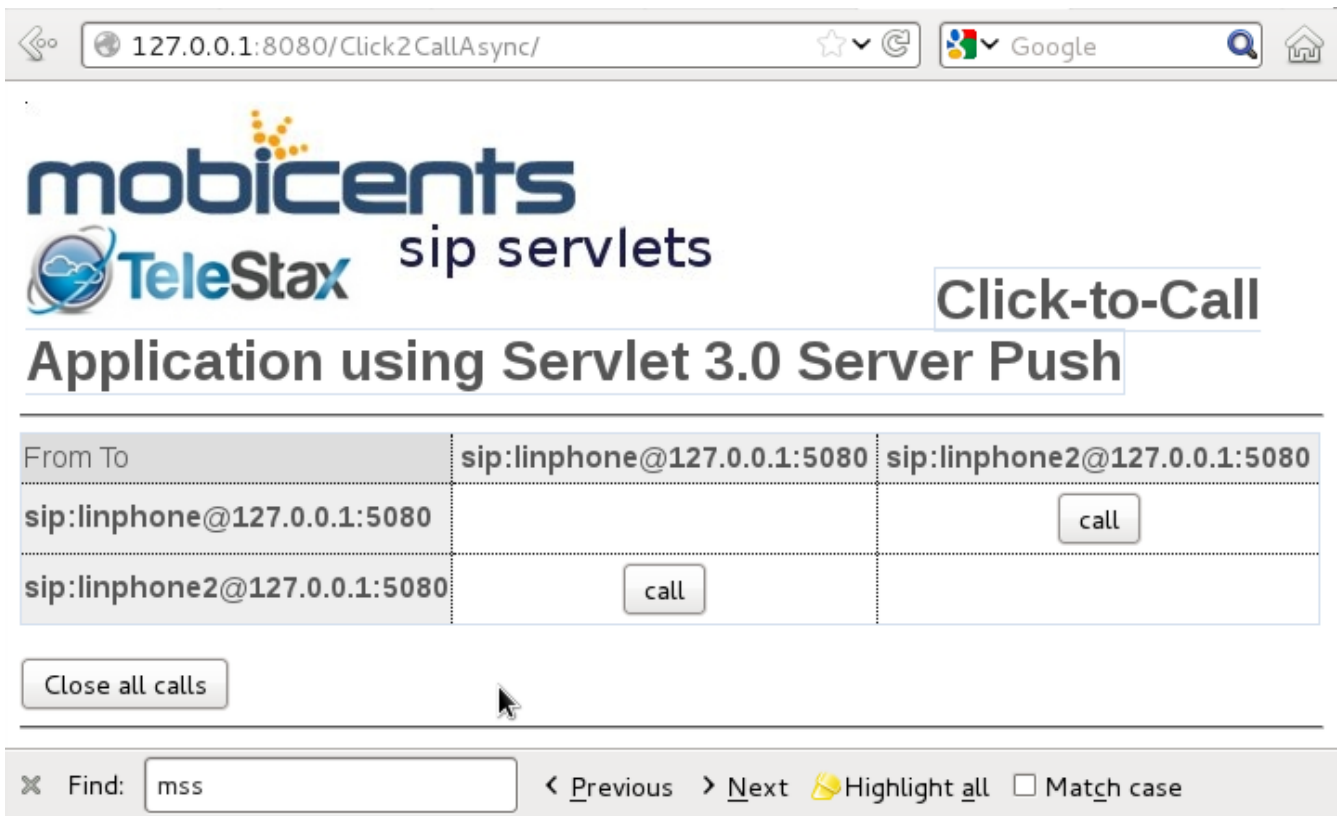 127.0.0.1:8080/Click2CallAsync/ Google
mobicents
TeleStax sip servlets
Click-to-Call
Application using Servlet 3.0 Server Push
From To sip:linphone@127.0.0.1:5080 sip:linphone2@127.0.0.1:5080
sip:linphone@127.0.0.1:5080 call
sip:linphone2@127.0.0.1:5080 call
Close all calls
Find: mss Previous Next Highlight all Match case